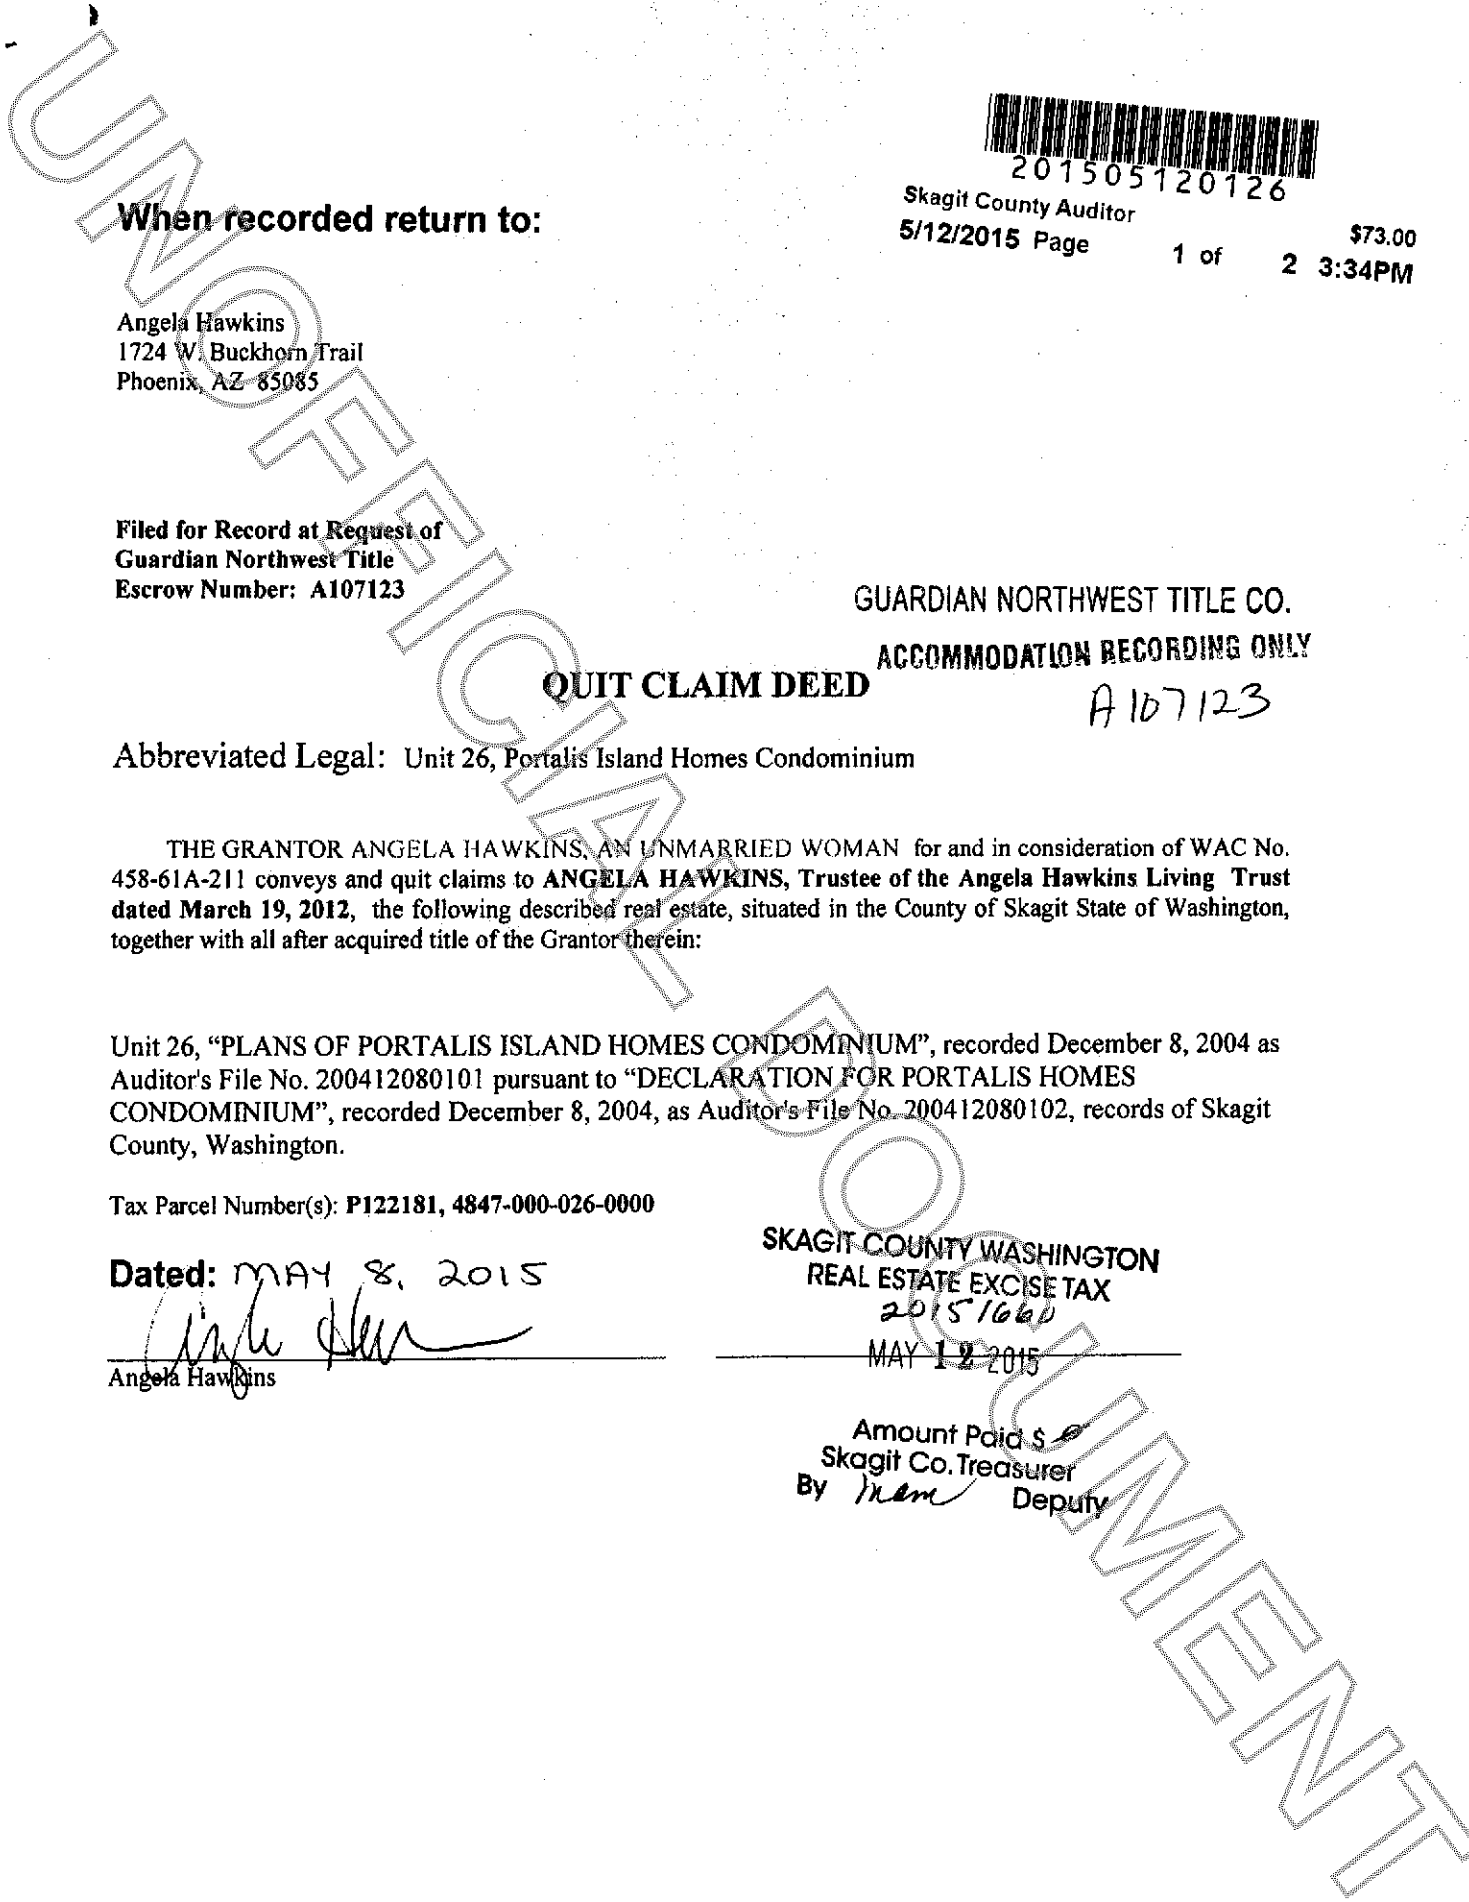 201505120126
Skagit County Auditor
$73.00
5/12/2015 Page 1 of 2 3:34PM
When recorded return to:
Angela Hawkins
1724 W. Buckhorn Trail
Phoenix, AZ 85085
Filed for Record at Request of
Guardian Northwest Title
Escrow Number: A107123
GUARDIAN NORTHWEST TITLE CO.
ACCOMMODATION RECORDING ONLY
A107123
QUIT CLAIM DEED
Abbreviated Legal: Unit 26, Portalis Island Homes Condominium
THE GRANTOR ANGELA HAWKINS, AN UNMARRIED WOMAN for and in consideration of WAC No.
458-61A-211 conveys and quit claims to ANGELA HAWKINS, Trustee of the Angela Hawkins Living Trust
dated March 19, 2012, the following described real estate, situated in the County of Skagit State of Washington,
together with all after acquired title of the Grantor therein:
Unit 26, “PLANS OF PORTALIS ISLAND HOMES CONDOMINIUM”, recorded December 8, 2004 as
Auditor's File No. 200412080101 pursuant to “DECLARATION FOR PORTALIS HOMES
CONDOMINIUM”, recorded December 8, 2004, as Auditor's File No. 200412080102, records of Skagit
County, Washington.
Tax Parcel Number(s): P122181, 4847-000-026-0000
Dated: MAY 8, 2015
Angela Hawkins
SKAGIT COUNTY WASHINGTON
REAL ESTATE EXCISE TAX
20151660
MAY 12 2015
Amount Paid $
Skagit Co. Treasurer
By Mam Deputy
UNOFFICIAL DOCUMENT